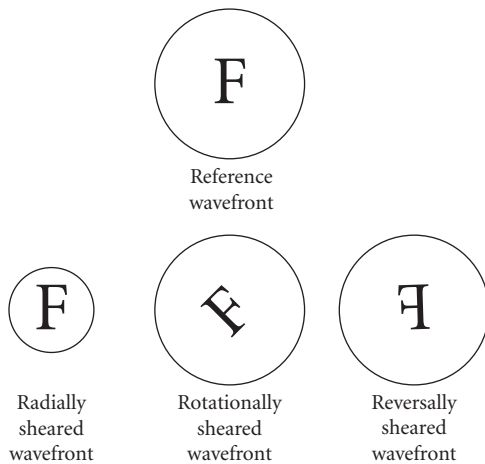 F
Reference
wavefront
F
Radially
sheared
wavefront
F
Rotationally
sheared
wavefront
F
Reversally
sheared
wavefront